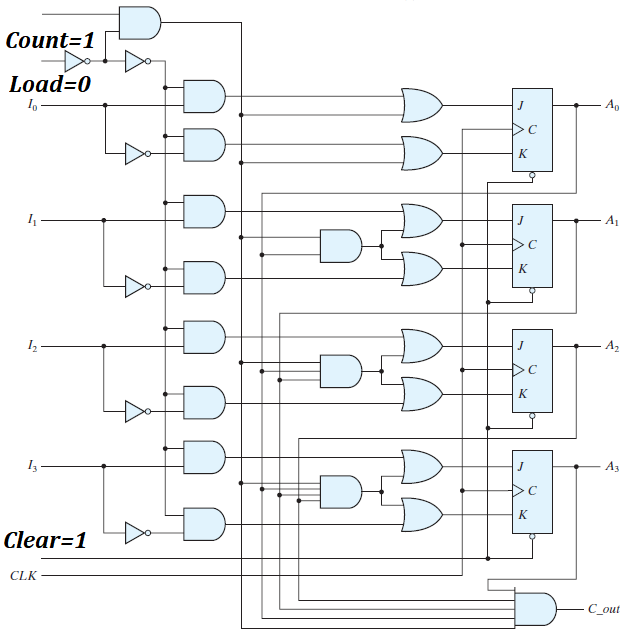 Count=1
Load=0
I0
J
A0
C
K
I1
J
A1
C
K
I2
J
A2
C
K
I3
J
A3
C
K
Clear=1
CLK
C_out